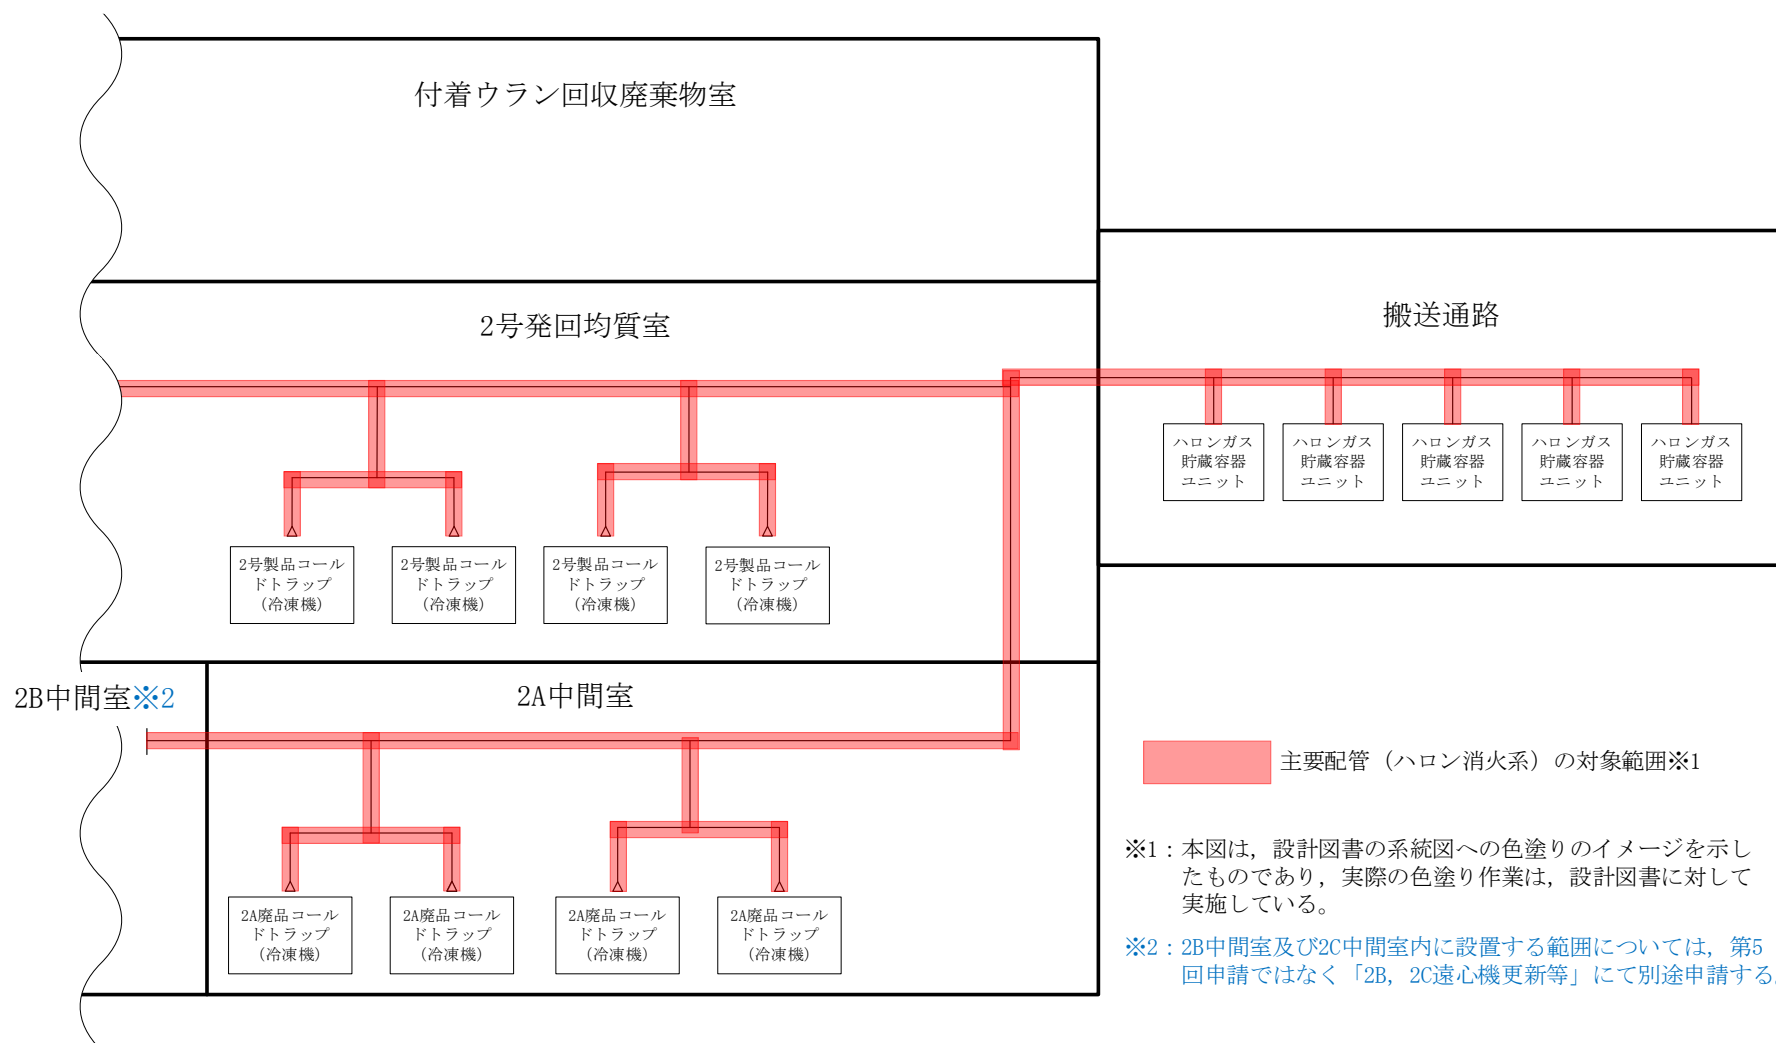 付着ウラン回収廃棄物室
2号発回均質室
搬送通路
ハロンガス
貯蔵容器
ユニット
ハロンガス
貯蔵容器
ユニット
ハロンガス
貯蔵容器
ユニット
ハロンガス
貯蔵容器
ユニット
ハロンガス
貯蔵容器
ユニット
2号製品コール
ドトラップ
(冷凍機)
2号製品コール
ドトラップ
(冷凍機)
2号製品コール
ドトラップ
(冷凍機)
2号製品コール
ドトラップ
(冷凍機)
2B中間室※2
2A中間室
2A廃品コール
ドトラップ
(冷凍機)
2A廃品コール
ドトラップ
(冷凍機)
2A廃品コール
ドトラップ
(冷凍機)
2A廃品コール
ドトラップ
(冷凍機)
主要配管（ハロン消火系）の対象範囲※1
※1：本図は，設計図書の系統図への色塗りのイメージを示し
たものであり，実際の色塗り作業は，設計図書に対して
実施している。
※2：2B中間室及び2C中間室内に設置する範囲については，第5
回申請ではなく「2B，2C遠心機更新等」にて別途申請する。